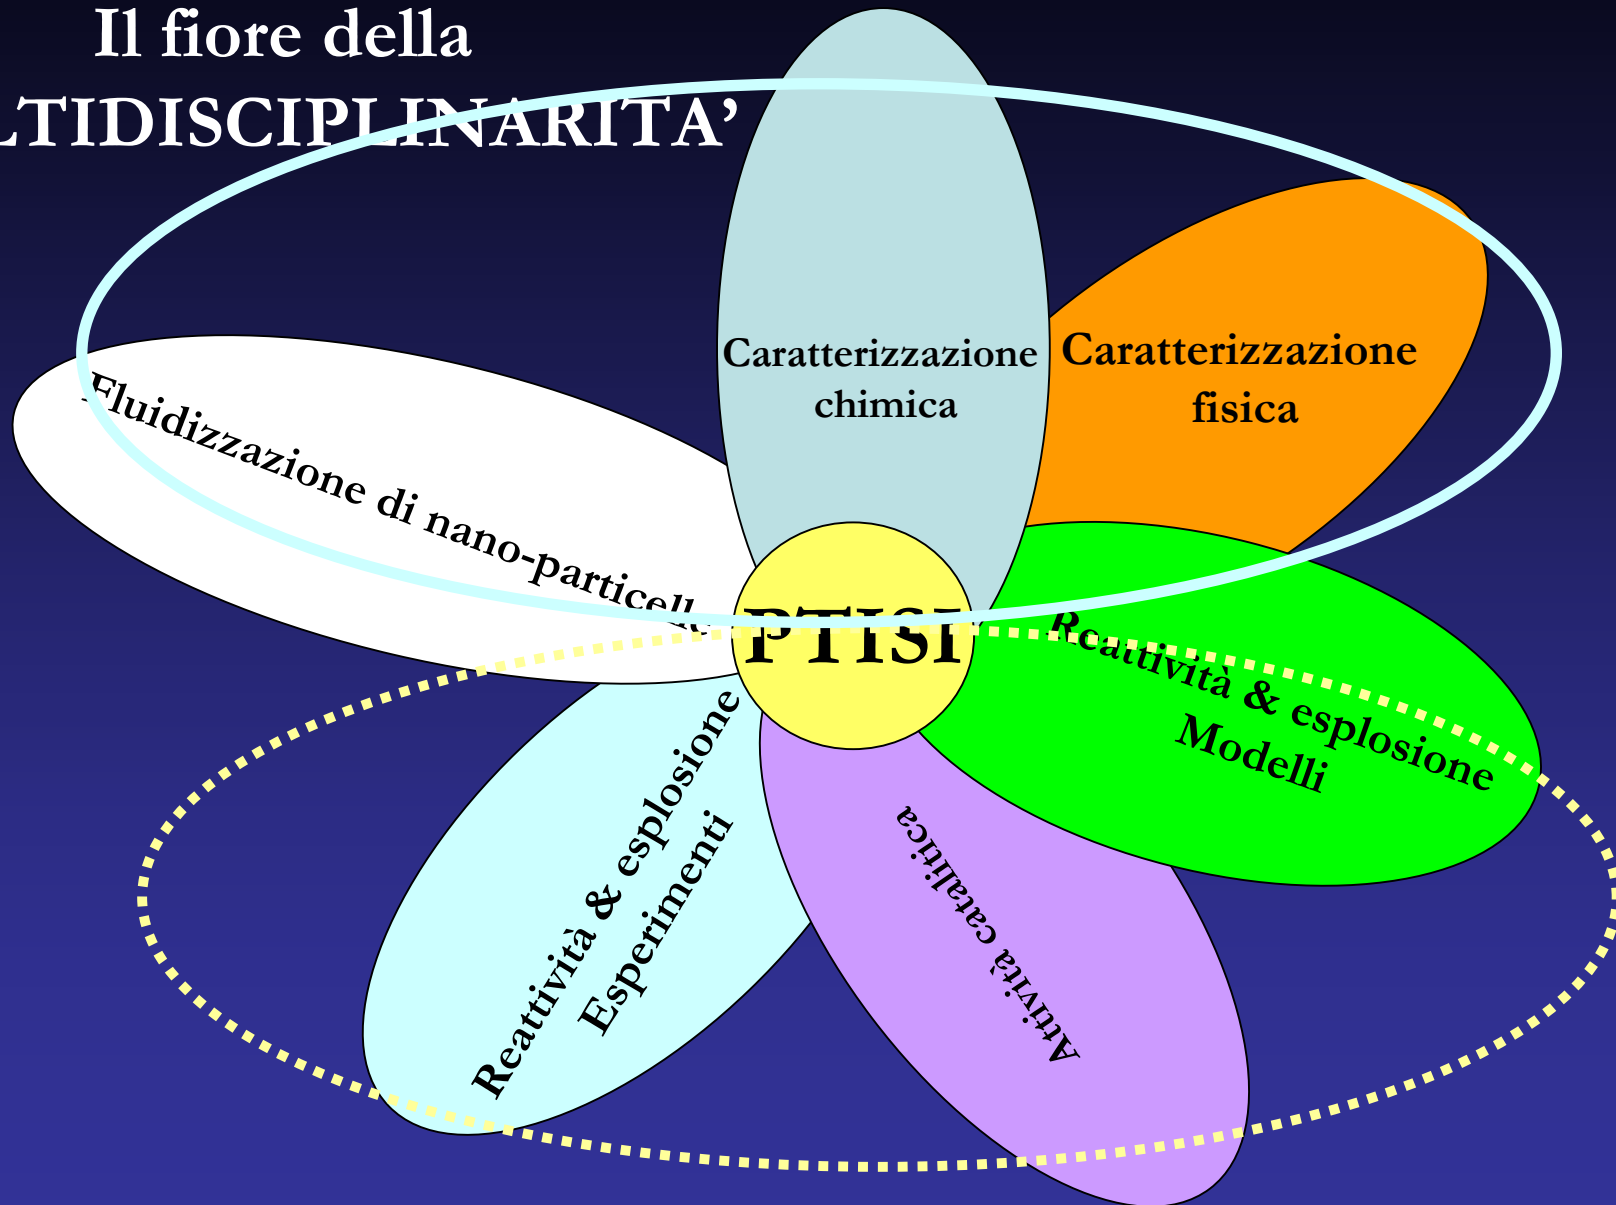 Il fiore della
LTIDISCIPLINARITA’
Caratterizzazione
chimica
Caratterizzazione
fisica
Fluidizzazione di nano-particelle
PTISI
Reattività & esplosione
Modelli
Reattività & esplosione
Esperimenti
Attività catalitica